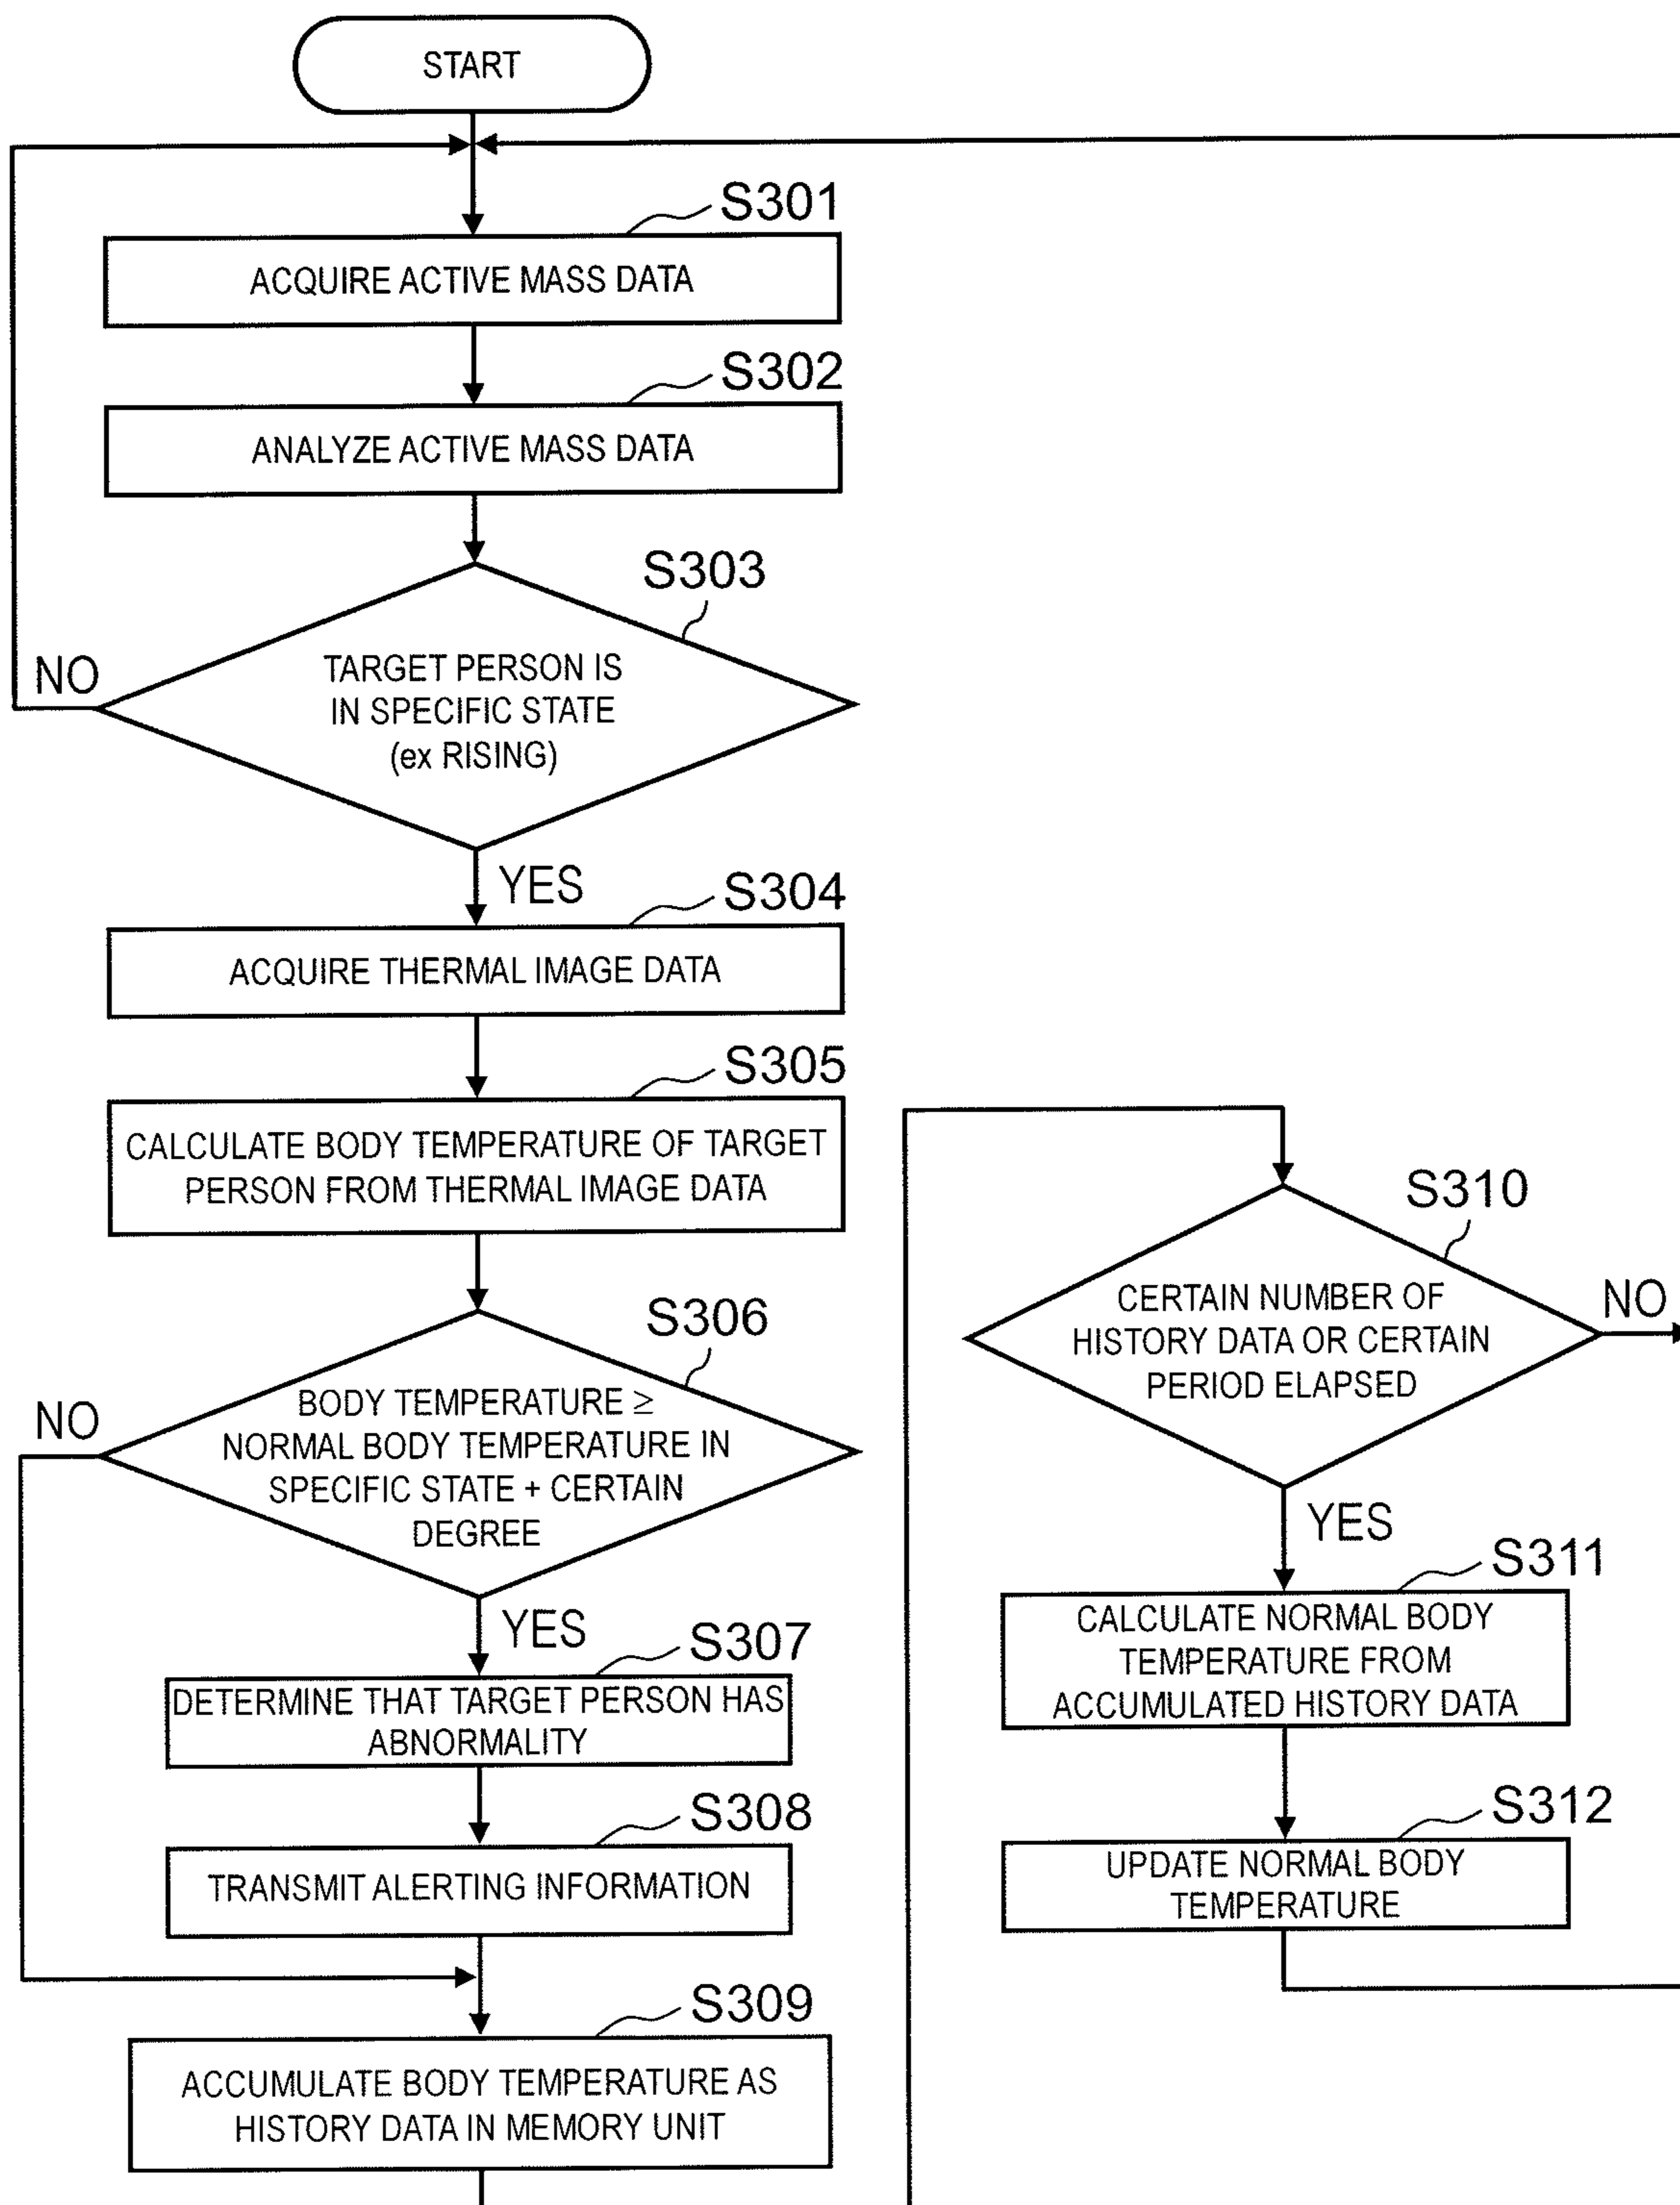 START
S301
ACQUIRE ACTIVE MASS DATA
S302
ANALYZE ACTIVE MASS DATA
S303
TARGET PERSON IS
IN SPECIFIC STATE
(ex RISING)
NO
YES
S304
ACQUIRE THERMAL IMAGE DATA
S305
CALCULATE BODY TEMPERATURE OF TARGET
PERSON FROM THERMAL IMAGE DATA
S306
BODY TEMPERATURE ≥
NORMAL BODY TEMPERATURE IN
SPECIFIC STATE + CERTAIN
DEGREE
NO
YES
S307
DETERMINE THAT TARGET PERSON HAS
ABNORMALITY
S308
TRANSMIT ALERTING INFORMATION
S309
ACCUMULATE BODY TEMPERATURE AS
HISTORY DATA IN MEMORY UNIT
S310
CERTAIN NUMBER OF
HISTORY DATA OR CERTAIN
PERIOD ELAPSED
NO
YES
S311
CALCULATE NORMAL BODY
TEMPERATURE FROM
ACCUMULATED HISTORY DATA
S312
UPDATE NORMAL BODY
TEMPERATURE